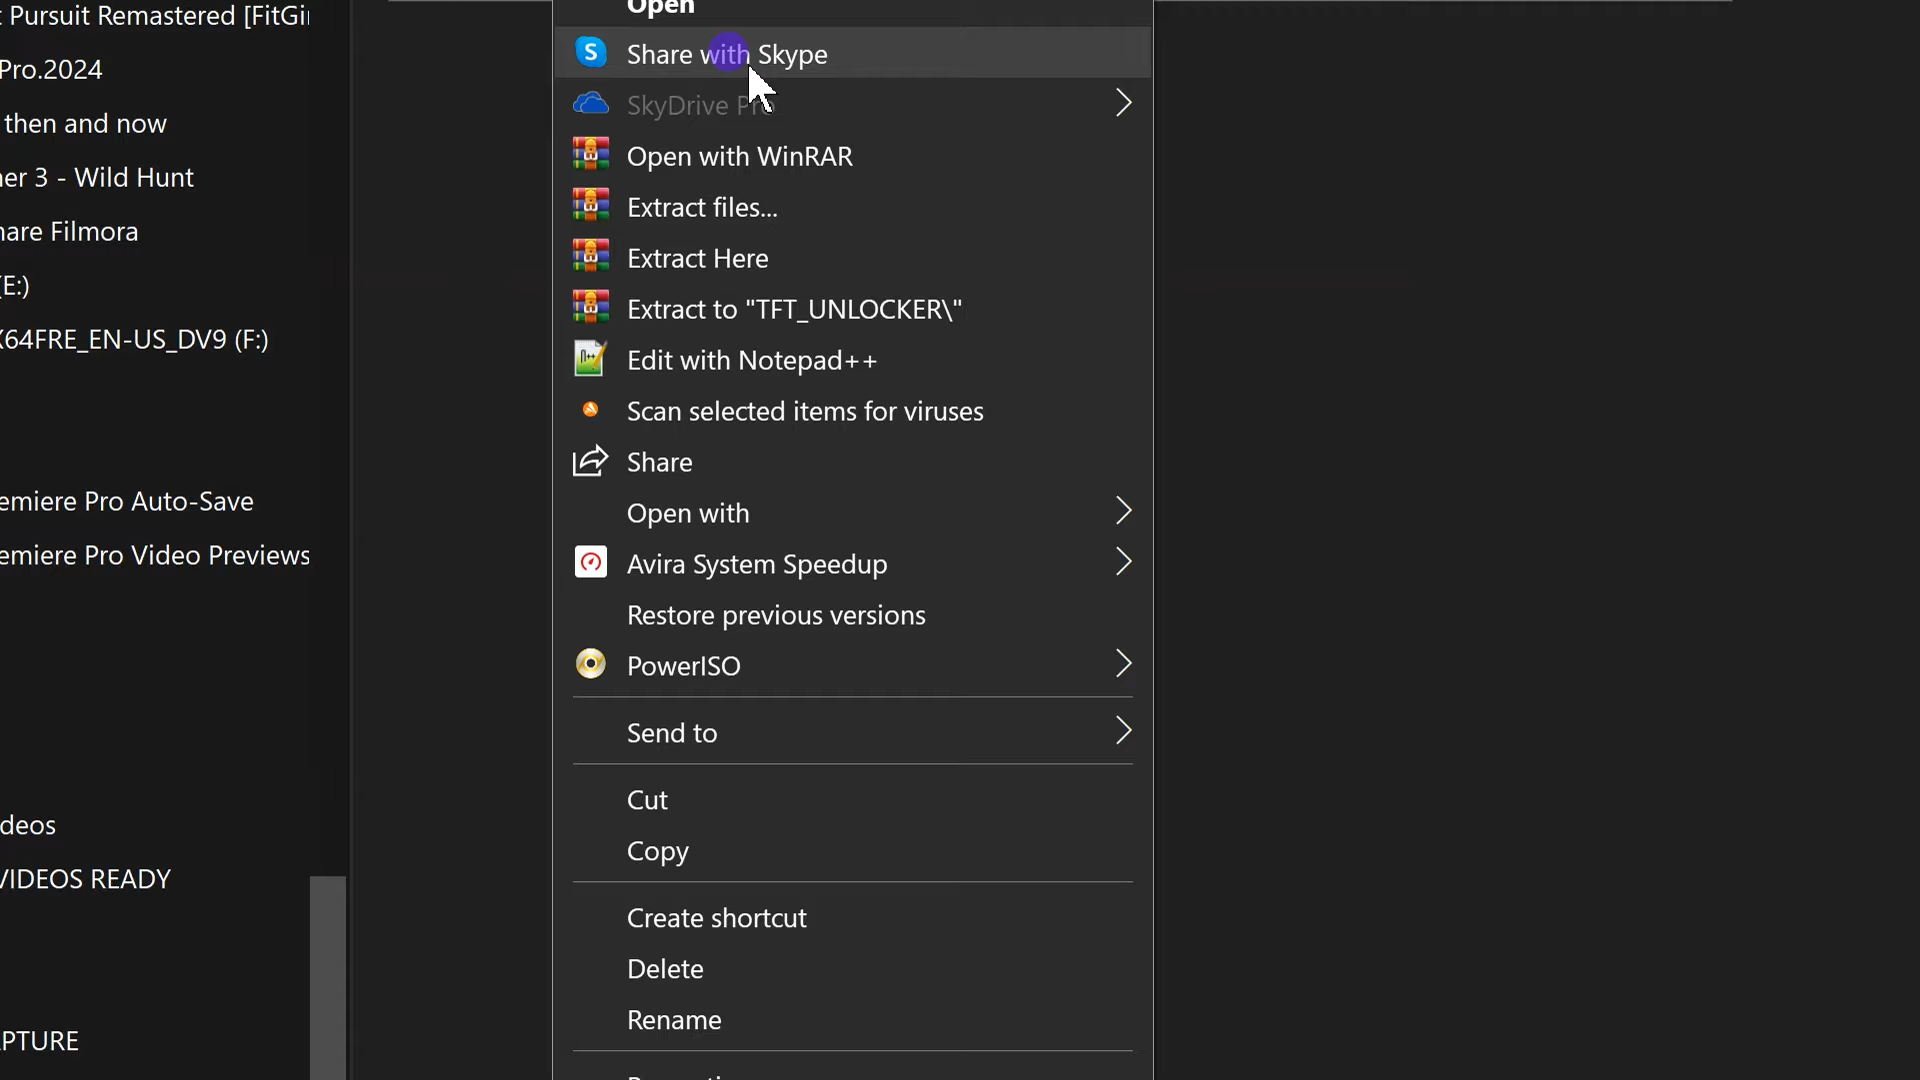 Pursuit Remastered [FitGi
Pro.2024
then and now
er 3 - Wild Hunt
are Filmora
(E:)
64FRE_EN-US_DV9 (F:)
emiere Pro Auto-Save
emiere Pro Video Previews
deos
VIDEOS READY
PTURE
Open
Share with Skype
SkyDrive Pro
Open with WinRAR
Extract files...
Extract Here
Extract to "TFT_UNLOCKER\"
Edit with Notepad++
Scan selected items for viruses
Share
Open with
Avira System Speedup
Restore previous versions
PowerISO
Send to
Cut
Copy
Create shortcut
Delete
Rename